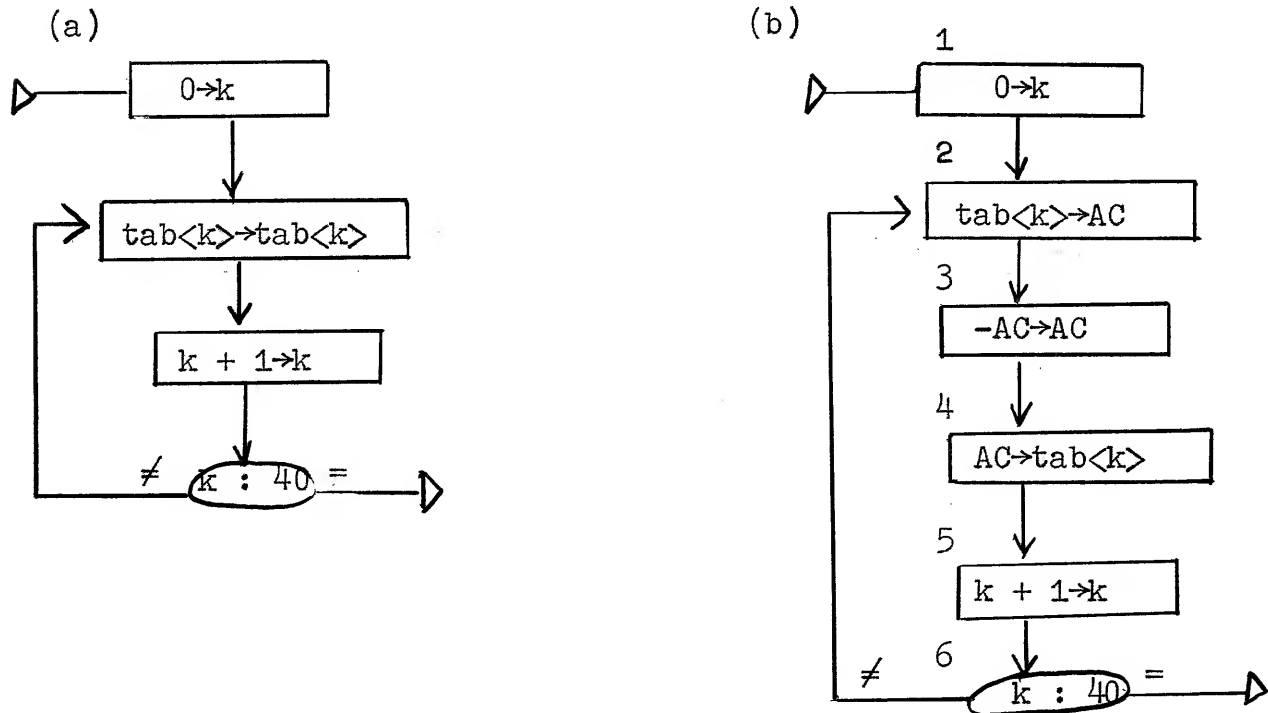 (a)
0→k
tab<k>→tab<k>
k + 1→k
≠ k : 40 =
(b)
1
0→k
2
tab<k>→AC
3
-AC→AC
4
AC→tab<k>
5
k + 1→k
6
≠ k : 40 =